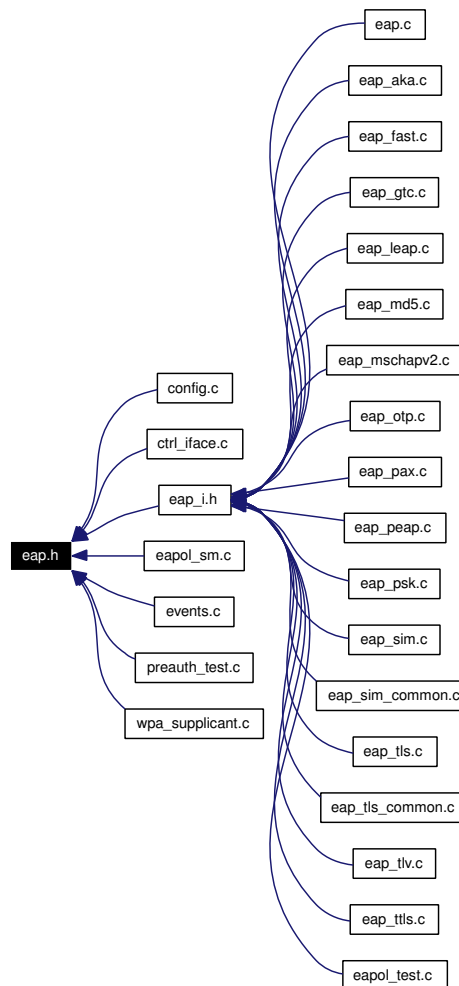 eap.c
eap_aka.c
eap_fast.c
eap_gtc.c
eap_leap.c
eap_md5.c
eap_mschapv2.c
config.c
eap_otp.c
ctrl_iface.c
eap_pax.c
eap_i.h
eap_peap.c
eap.h
eapol_sm.c
eap_psk.c
events.c
eap_sim.c
preauth_test.c
eap_sim_common.c
wpa_supplicant.c
eap_tls.c
eap_tls_common.c
eap_tlv.c
eap_ttls.c
eapol_test.c